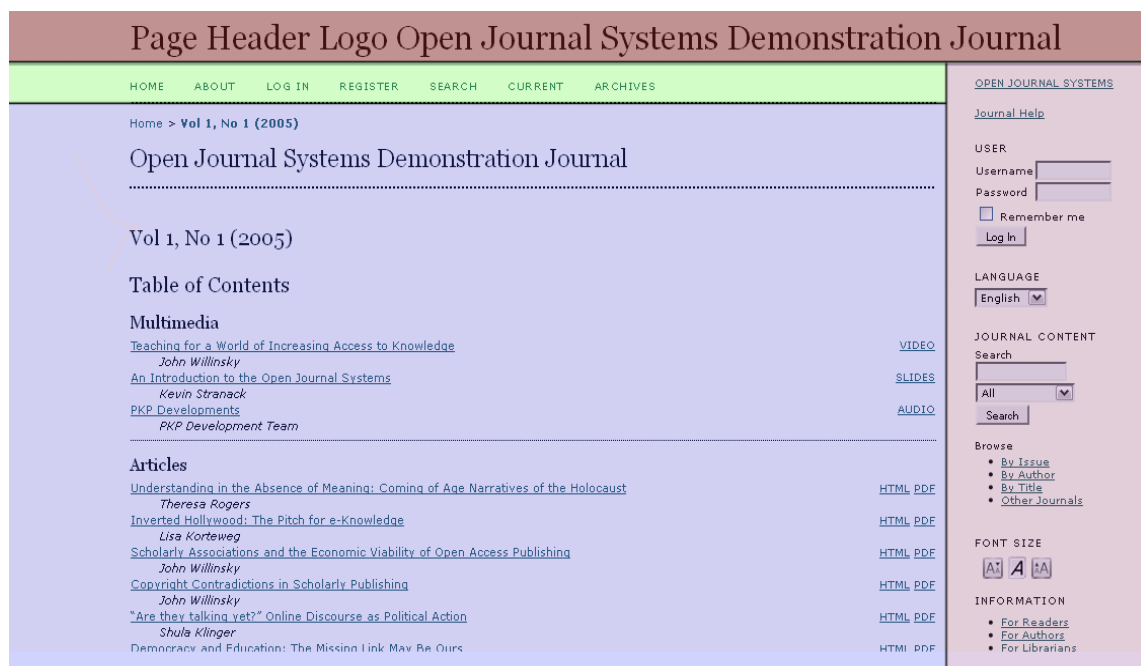 Page Header Logo Open Journal Systems Demonstration Journal
HOME ABOUT LOG IN REGISTER SEARCH CURRENT ARCHIVES
Home > Vol 1, No 1 (2005)
Open Journal Systems Demonstration Journal
Vol 1, No 1 (2005)
Table of Contents
Multimedia
Teaching for a World of Increasing Access to Knowledge VIDEO
John Willinsky
An Introduction to the Open Journal Systems SLIDES
Kevin Stranack
PKP Developments AUDIO
PKP Development Team
Articles
Understanding in the Absence of Meaning: Coming of Age Narratives of the Holocaust HTML PDF
Theresa Rogers
Inverted Hollywood: The Pitch for e-Knowledge HTML PDF
Lisa Korteweg
Scholarly Associations and the Economic Viability of Open Access Publishing HTML PDF
John Willinsky
Copyright Contradictions in Scholarly Publishing HTML PDF
John Willinsky
“Are they talking yet?” Online Discourse as Political Action HTML PDF
Shula Klinger
Democracy and Education: The Missing Link May Be Ours HTML PDF
OPEN JOURNAL SYSTEMS
Journal Help
USER
Username
Password
Remember me
Log In
LANGUAGE
English
JOURNAL CONTENT
Search
All
Search
Browse
• By Issue
• By Author
• By Title
• Other Journals
FONT SIZE
A A A
INFORMATION
• For Readers
• For Authors
• For Librarians